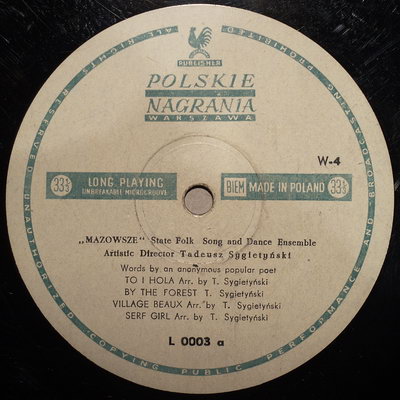 PUBLISHER
POLSKIE
NAGRANIA
WARSZAWA
W-4
33⅓ LONG, PLAYING UNBREAKABLE MICROGROOVE
BIEM MADE IN POLAND 33⅓
„MAZOWSZE" State Folk Song and Dance Ensemble
Artistic Director Tadeusz Sygietyński
Words by an anonymous popular poet
TO I HOLA Arr. by T. Sygietyński
BY THE FOREST T. Sygietyński
VILLAGE BEAUX Arr. by T. Sygietyński
SERF GIRL Arr. by T. Sygietyński
L 0003 a
ALL RIGHTS RESERVED UNAUTHORIZED COPYING PUBLIC PERFORMANCE AND BROADCASTING PROHIBITED